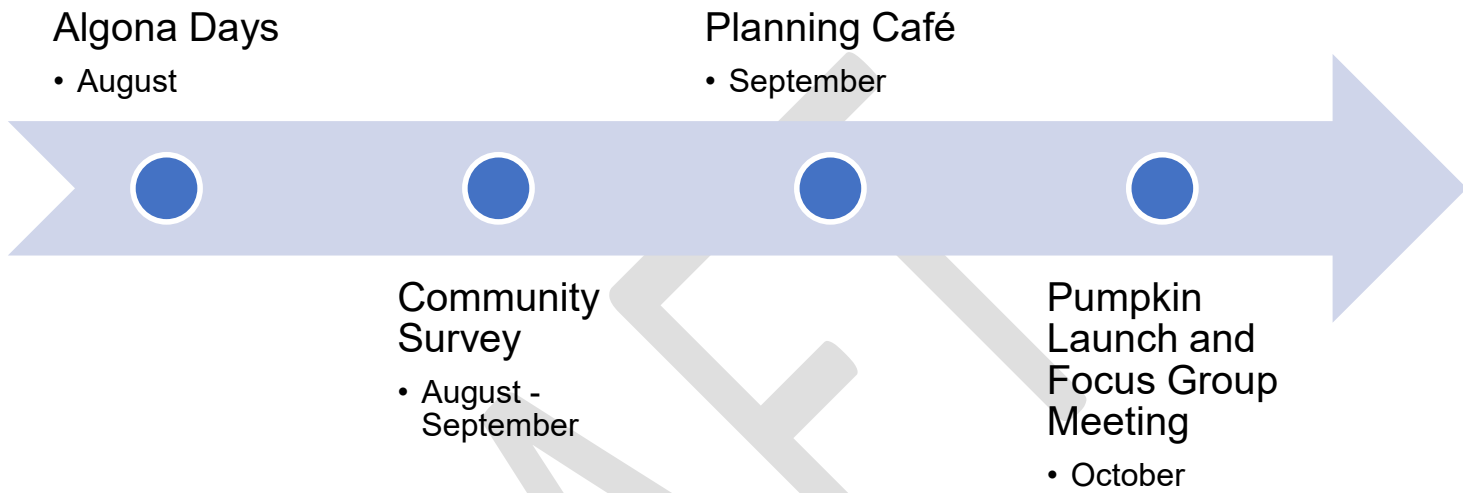 Algona Days
• August
Planning Café
• September
Community
Survey
• August -
September
Pumpkin
Launch and
Focus Group
Meeting
• October